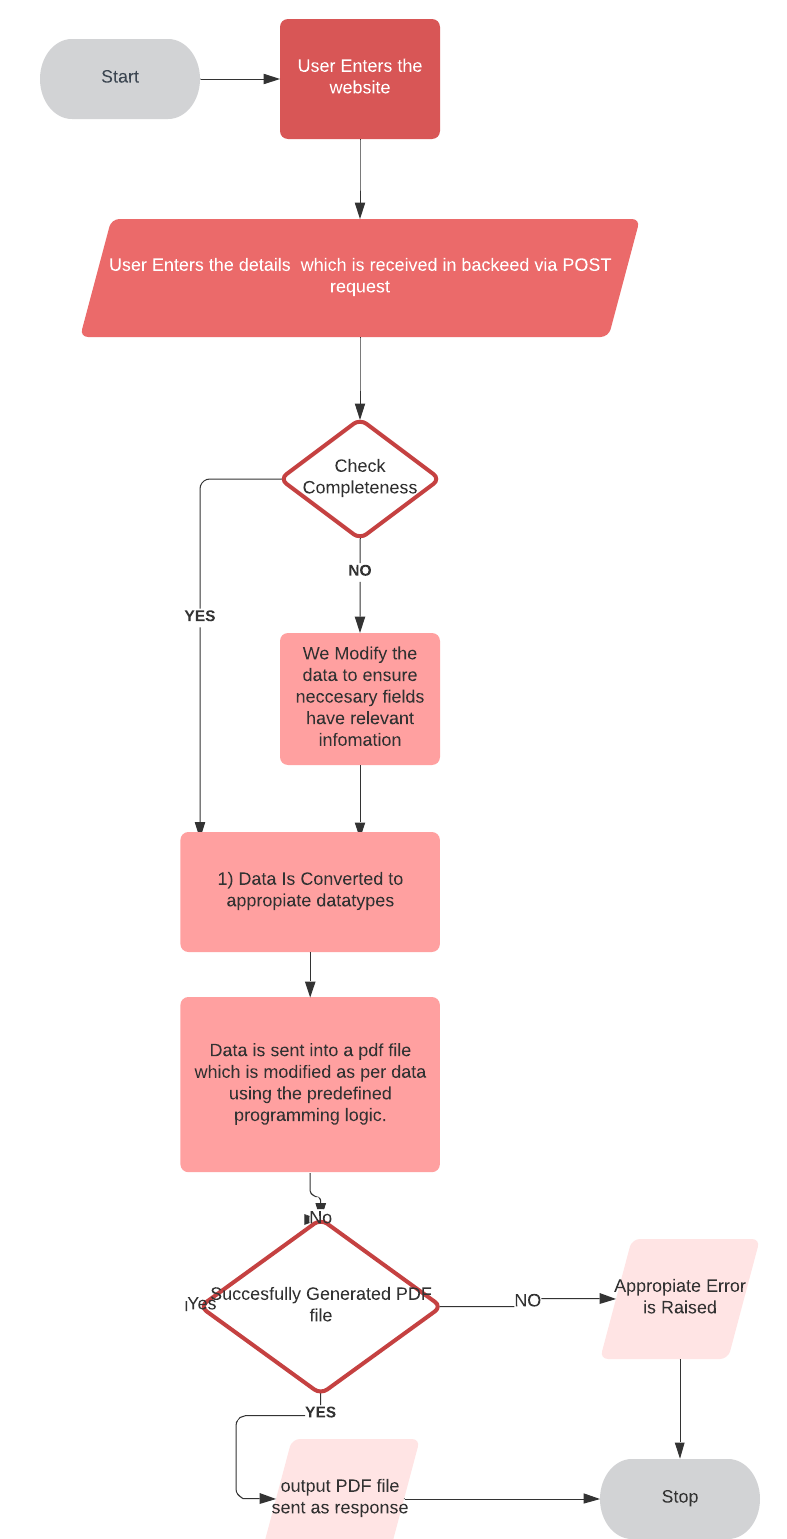 Start
User Enters the
website
User Enters the details  which is received in backeed via POST
request
Check
Completeness
NO
YES
We Modify the
data to ensure
neccesary fields
have relevant
infomation
1) Data Is Converted to
appropiate datatypes
Data is sent into a pdf file
which is modified as per data
using the predefined
programming logic.
No
Yes
Succesfully Generated PDF
file
NO
Appropiate Error
is Raised
YES
output PDF file
sent as response
Stop